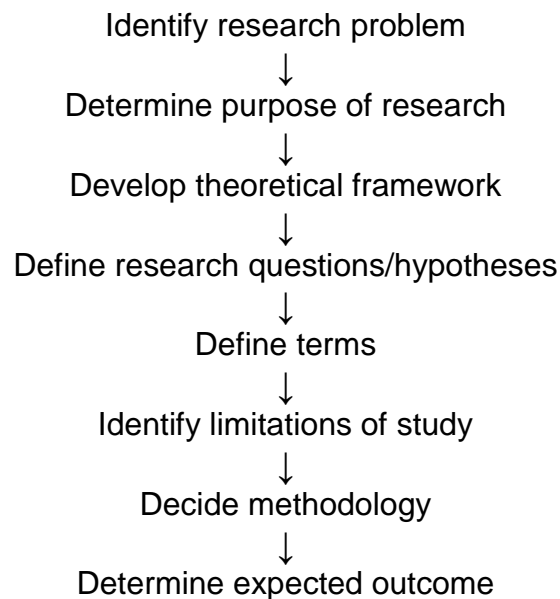 Identify research problem
↓
Determine purpose of research
↓
Develop theoretical framework
↓
Define research questions/hypotheses
↓
Define terms
↓
Identify limitations of study
↓
Decide methodology
↓
Determine expected outcome